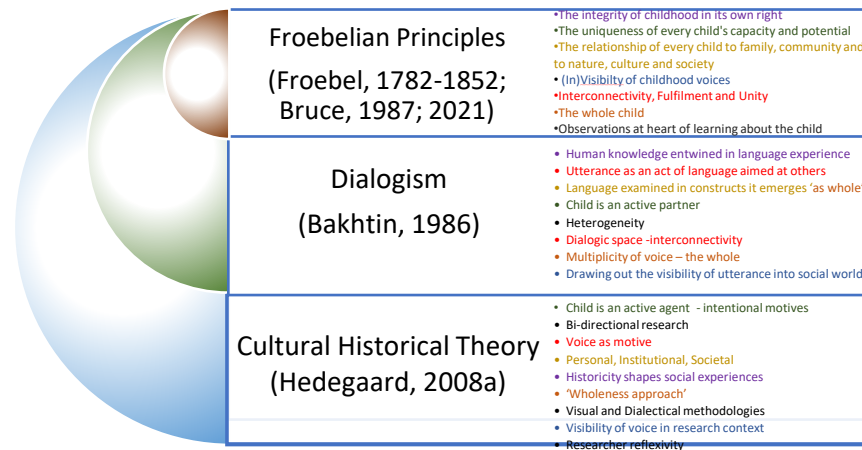 Froebelian Principles
(Froebel, 1782-1852;
Bruce, 1987; 2021)
•The integrity of childhood in its own right
•The uniqueness of every child's capacity and potential
•The relationship of every child to family, community and
to nature, culture and society
• (In)Visibilty of childhood voices
•Interconnectivity, Fulfilment and Unity
•The whole child
•Observations at heart of learning about the child
Dialogism
(Bakhtin, 1986)
• Human knowledge entwined in language experience
• Utterance as an act of language aimed at others
• Language examined in constructs it emerges ‘as whole’
• Child is an active partner
• Heterogeneity
• Dialogic space -interconnectivity
• Multiplicity of voice – the whole
• Drawing out the visibility of utterance into social world
Cultural Historical Theory
(Hedegaard, 2008a)
• Child is an active agent - intentional motives
• Bi-directional research
• Voice as motive
• Personal, Institutional, Societal
• Historicity shapes social experiences
• ‘Wholeness approach’
• Visual and Dialectical methodologies
• Visibility of voice in research context
• Researcher reflexivity